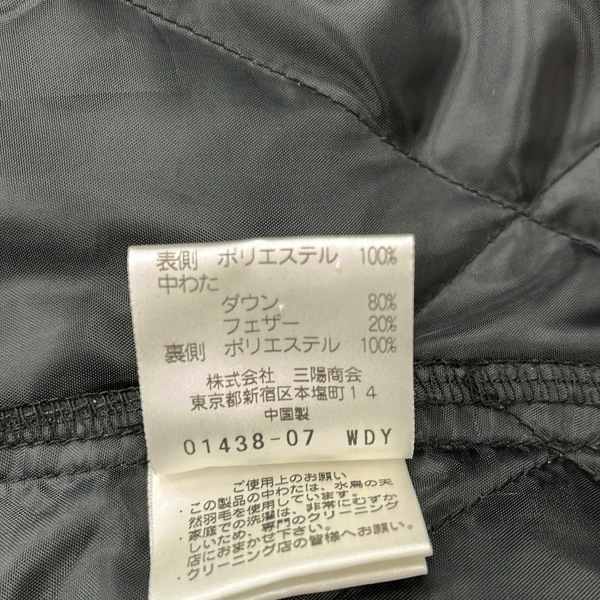 表側 ポリエステル 100%
中わた
ダウン 80%
フェザー 20%
裏側 ポリエステル 100%
株式会社 三陽商会
東京都新宿区本塩町14
中国製
01438-07 WDY
ご使用上のお願い
・この製品の中わたは、水鳥の天
然羽毛を使用しています。
・家庭での洗濯は、非常にむずか
しいため、専門のクリーニング
店におまかせ下さい。
・クリーニング店の皆様へお願い